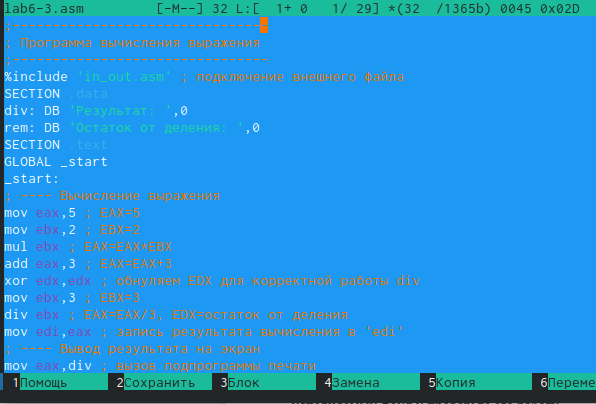 lab6-3.asm [-M--] 32 L:[ 1+ 0 1/ 29] *(32 /1365b) 0045 0x02D
;--------------------------------
; Программа вычисления выражения
;--------------------------------
%include 'in_out.asm' ; подключение внешнего файла
SECTION .data
div: DB 'Результат: ',0
rem: DB 'Остаток от деления: ',0
SECTION .text
GLOBAL _start
_start:
; ---- Вычисление выражения
mov eax,5 ; EAX=5
mov ebx,2 ; EBX=2
mul ebx ; EAX=EAX*EBX
add eax,3 ; EAX=EAX+3
xor edx,edx ; обнуляем EDX для корректной работы div
mov ebx,3 ; EBX=3
div ebx ; EAX=EAX/3, EDX=остаток от деления
mov edi,eax ; запись результата вычисления в 'edi'
; ---- Вывод результата на экран
mov eax,div ; вызов подпрограммы печати
1Помощь 2Сохранить 3Блок 4Замена 5Копия 6Переме